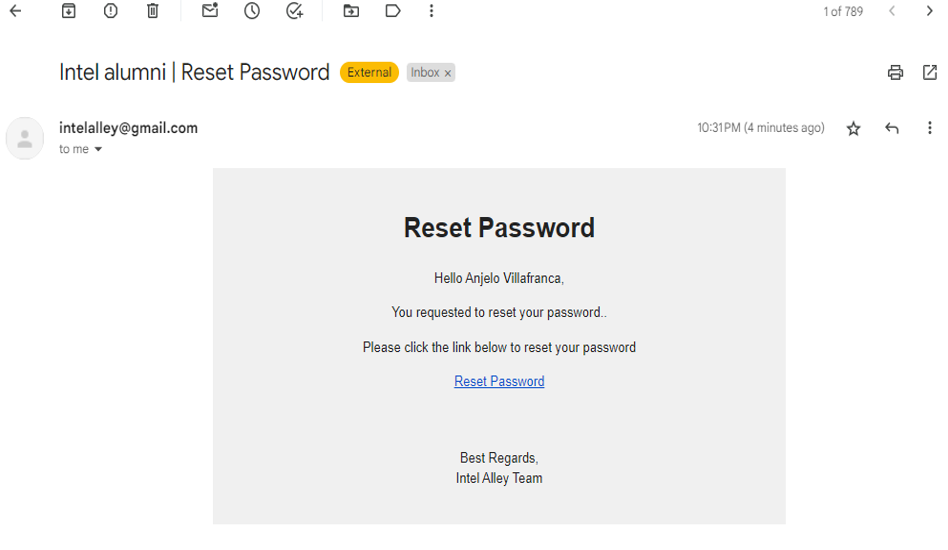 1 of 789
Intel alumni | Reset Password External Inbox ×
intelalley@gmail.com 10:31 PM (4 minutes ago)
to me
Reset Password
Hello Anjelo Villafranca,
You requested to reset your password..
Please click the link below to reset your password
Reset Password
Best Regards,
Intel Alley Team